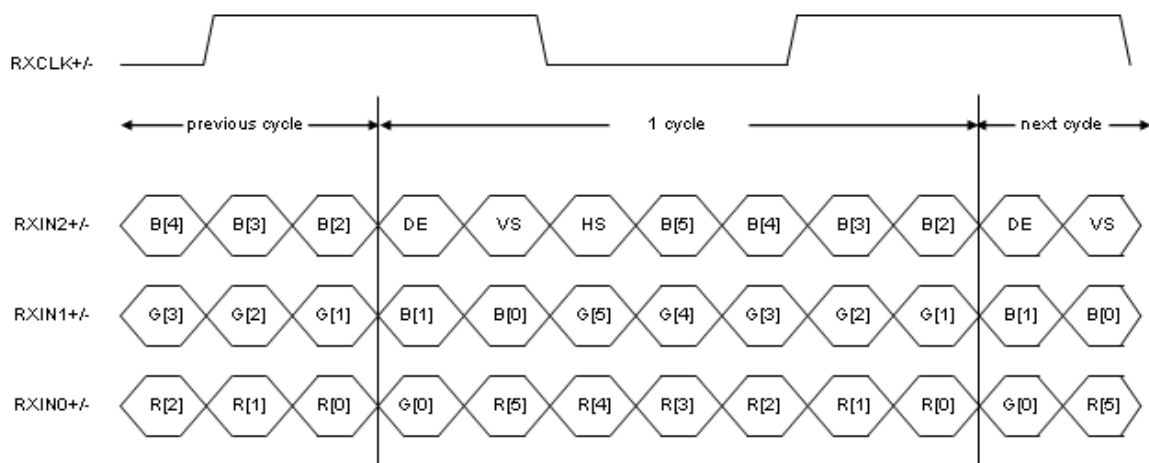 RXCLK+/-
previous cycle 1 cycle next cycle
RXIN2+/- B[4] B[3] B[2] DE VS HS B[5] B[4] B[3] B[2] DE VS
RXIN1+/- G[3] G[2] G[1] B[1] B[0] G[5] G[4] G[3] G[2] G[1] B[1] B[0]
RXIN0+/- R[2] R[1] R[0] G[0] R[5] R[4] R[3] R[2] R[1] R[0] G[0] R[5]